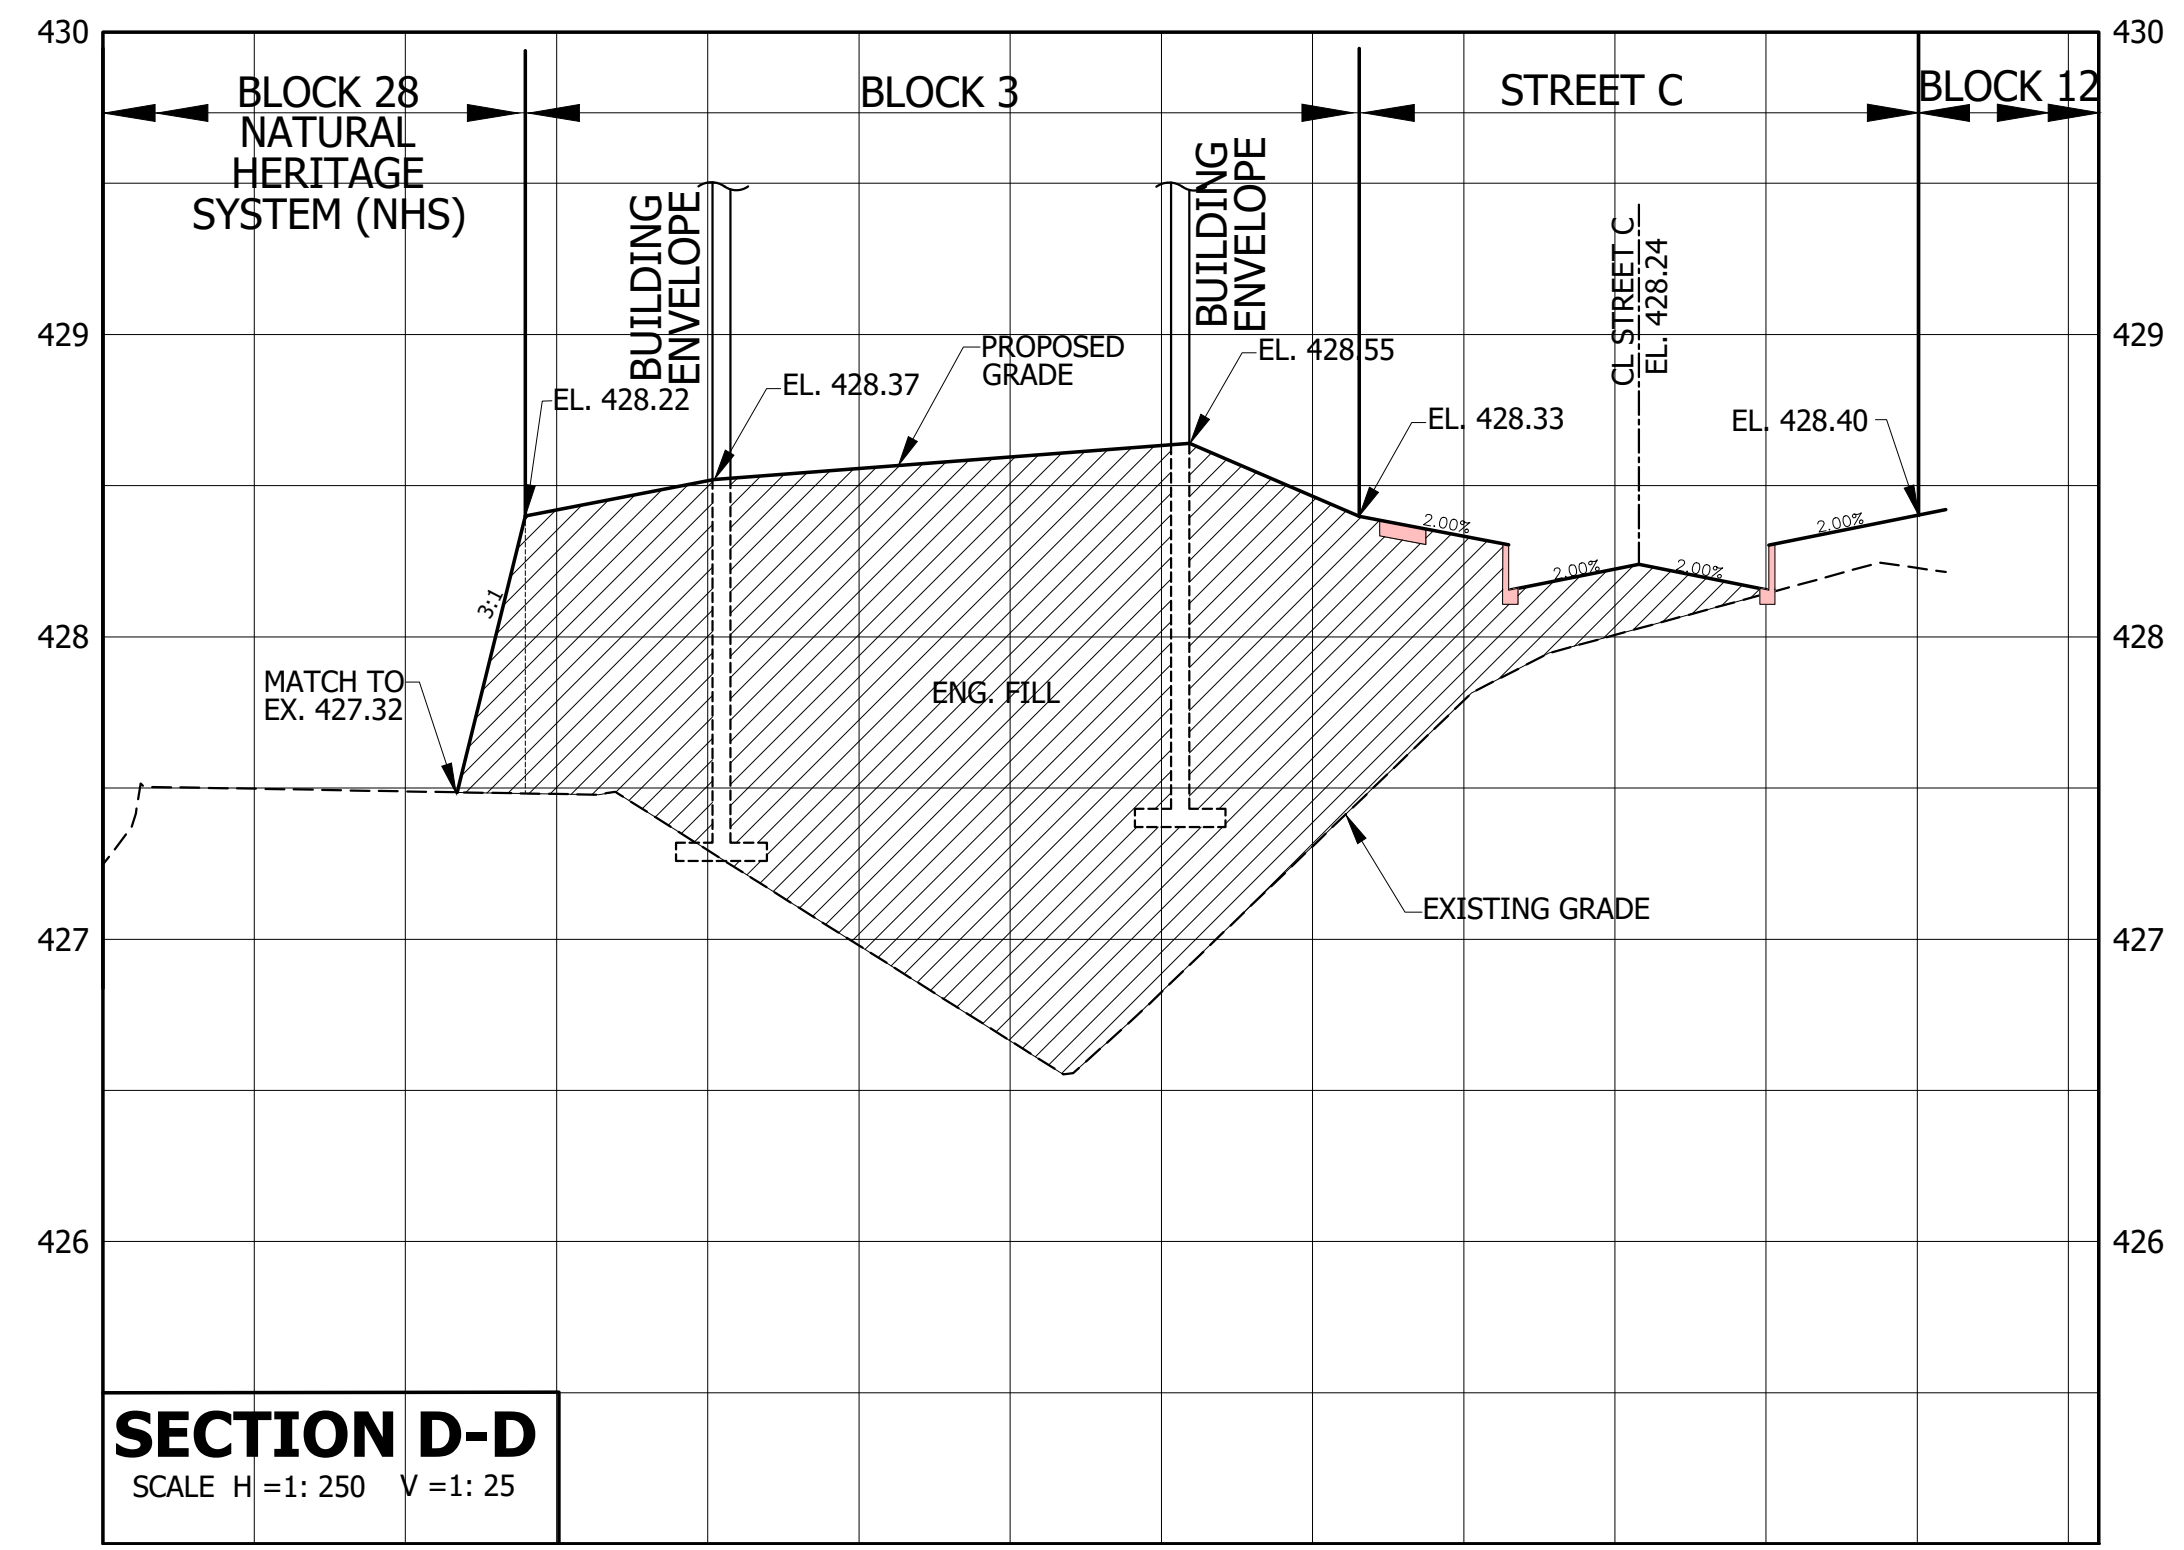 430
430
BLOCK 28
NATURAL
HERITAGE
SYSTEM (NHS)
BLOCK 3
STREET C
BLOCK 12
BUILDING
ENVELOPE
BUILDING
ENVELOPE
CL STREET C
EL. 428.24
429
429
PROPOSED
GRADE
EL. 428.55
EL. 428.37
EL. 428.22
EL. 428.33
EL. 428.40
2.00%
2.00%
2.00%
2.00%
3:1
428
428
MATCH TO
EX. 427.32
ENG. FILL
EXISTING GRADE
427
427
426
426
SECTION D-D
SCALE H =1: 250 V =1: 25